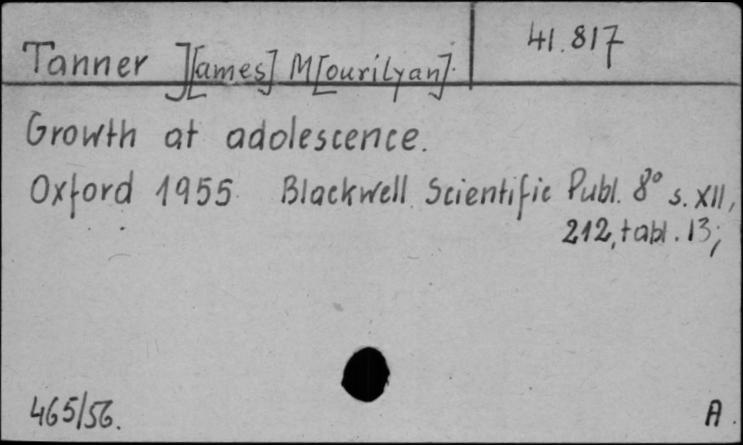 Tanner J[ames] M[ourilyan].
41.817
Growth at adolescence.
Oxford 1955. Blackwell Scientific Publ. 8° s. XII,
212, tabl. 13;
465/56.
A.